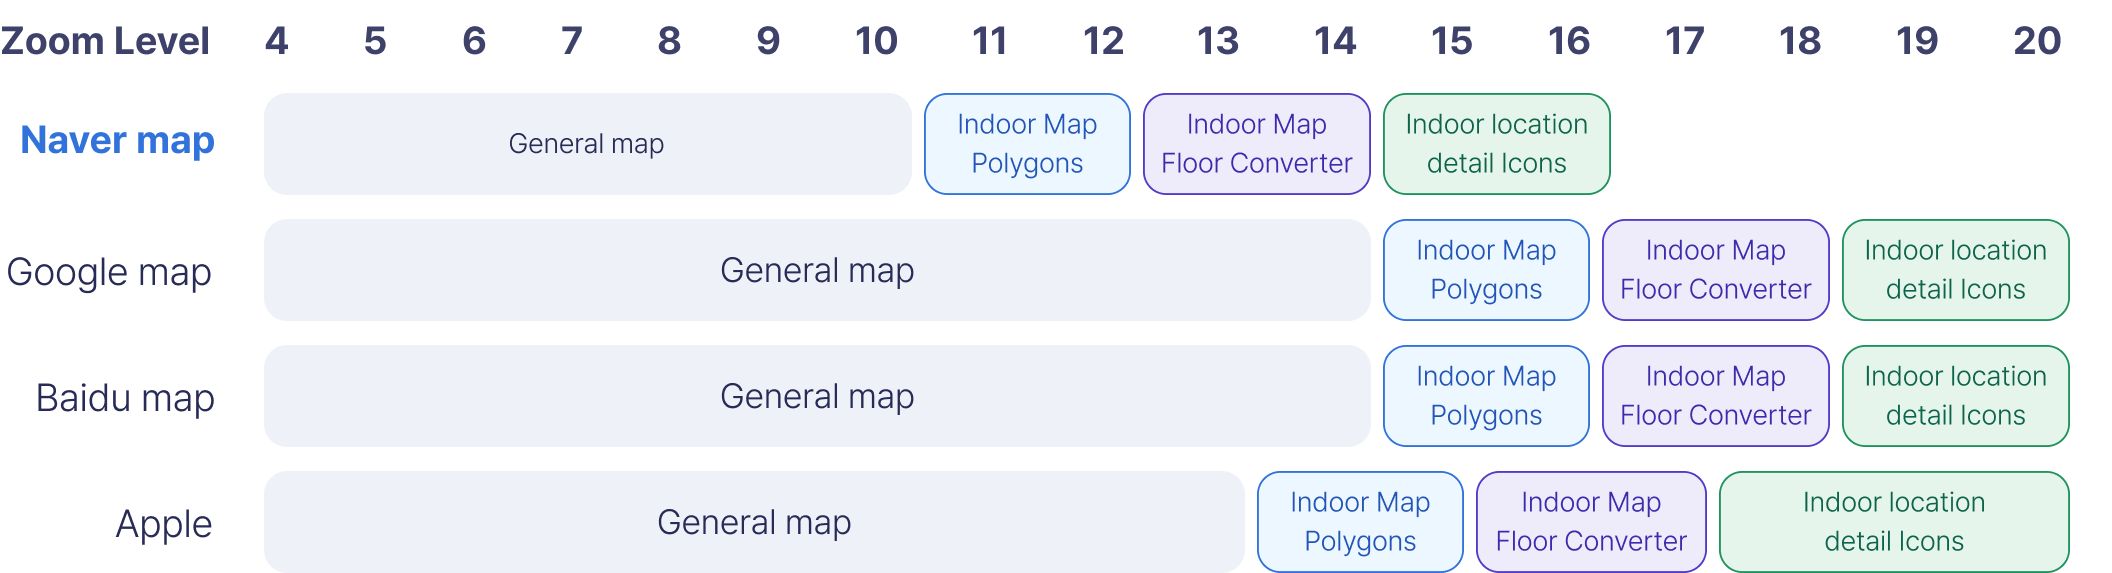 Zoom Level 4 5 6 7 8 9 10 11 12 13 14 15 16 17 18 19 20
Naver map
General map
Indoor Map
Polygons
Indoor Map
Floor Converter
Indoor location
detail Icons
Google map
General map
Indoor Map
Polygons
Indoor Map
Floor Converter
Indoor location
detail Icons
Baidu map
General map
Indoor Map
Polygons
Indoor Map
Floor Converter
Indoor location
detail Icons
Apple
General map
Indoor Map
Polygons
Indoor Map
Floor Converter
Indoor location
detail Icons